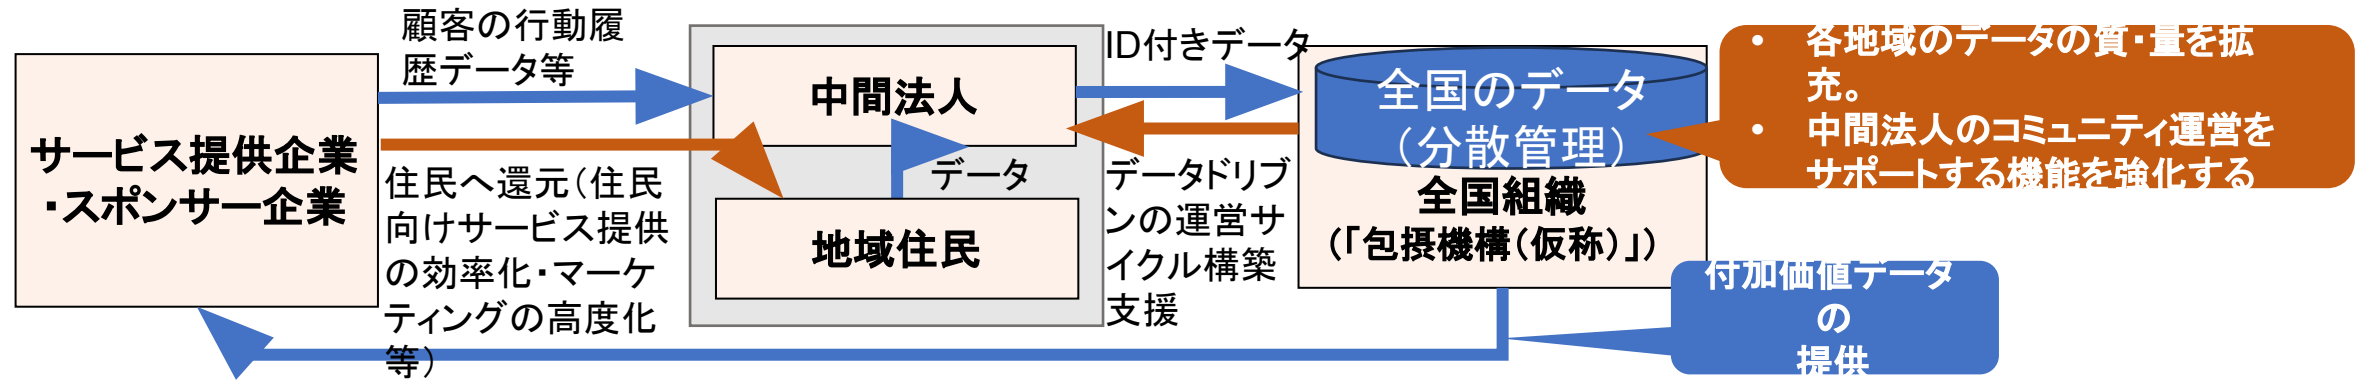 顧客の行動履
歴データ等
サービス提供企業
・スポンサー企業
住民へ還元（住民
向けサービス提供
の効率化・マーケ
ティングの高度化
等）
中間法人
データ
地域住民
ID付きデータ
データドリブ
ンの運営サ
イクル構築
支援
全国のデータ
（分散管理）
全国組織
（「包摂機構（仮称）」）
• 各地域のデータの質・量を拡
充。
• 中間法人のコミュニティ運営を
サポートする機能を強化する
付加価値データ
の
提供